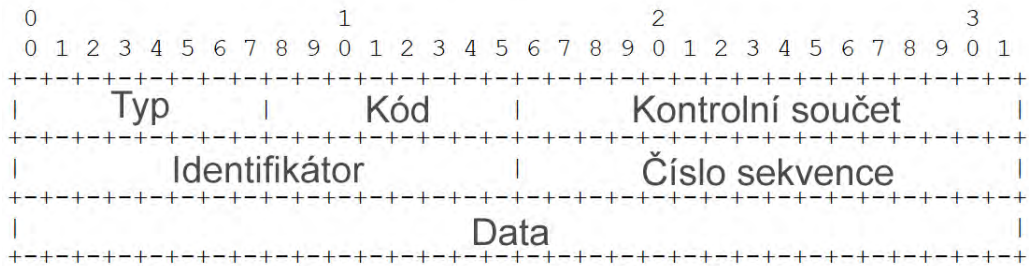 0 1 2 3
0 1 2 3 4 5 6 7 8 9 0 1 2 3 4 5 6 7 8 9 0 1 2 3 4 5 6 7 8 9 0 1
+-+-+-+-+-+-+-+-+-+-+-+-+-+-+-+-+-+-+-+-+-+-+-+-+-+-+-+-+-+-+-+-+
| Typ | Kód | Kontrolní součet |
+-+-+-+-+-+-+-+-+-+-+-+-+-+-+-+-+-+-+-+-+-+-+-+-+-+-+-+-+-+-+-+-+
| Identifikátor | Číslo sekvence |
+-+-+-+-+-+-+-+-+-+-+-+-+-+-+-+-+-+-+-+-+-+-+-+-+-+-+-+-+-+-+-+-+
| Data |
+-+-+-+-+-+-+-+-+-+-+-+-+-+-+-+-+-+-+-+-+-+-+-+-+-+-+-+-+-+-+-+-+